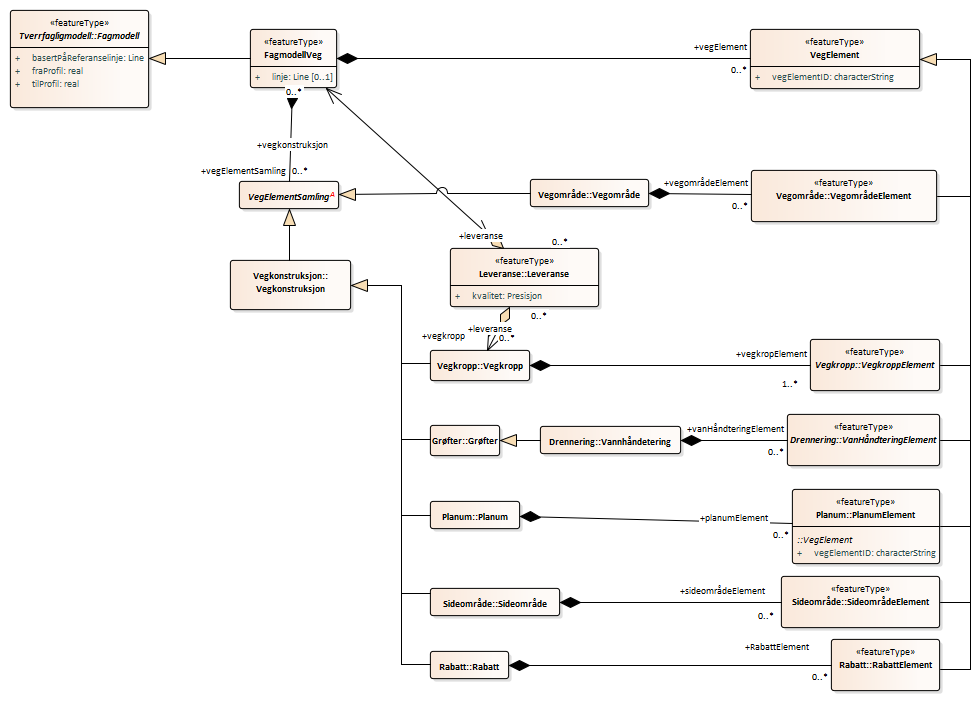 «featureType»
Tverrfagligmodell::Fagmodell
+ basertPåReferanselinje: Line
+ fraProfil: real
+ tilProfil: real
«featureType»
FagmodellVeg
+ linje: Line [0..1]
0..*
+vegElement
0..*
«featureType»
VegElement
+ vegElementID: characterString
+vegkonstruksjon
+vegElementSamling 0..*
VegElementSamling
Vegområde::Vegområde
+vegområdeElement
0..*
«featureType»
Vegområde::VegområdeElement
+leveranse
0..*
«featureType»
Leveranse::Leveranse
+ kvalitet: Presisjon
0..*
Vegkonstruksjon::
Vegkonstruksjon
+leveranse
+vegkropp
0..*
Vegkropp::Vegkropp
+vegkropElement
1..*
«featureType»
Vegkropp::VegkroppElement
Grøfter::Grøfter
Drennering::Vannhåndetering
+vanHåndteringElement
0..*
«featureType»
Drennering::VanHåndteringElement
Planum::Planum
+planumElement
0..*
«featureType»
Planum::PlanumElement
::VegElement
+ vegElementID: characterString
Sideområde::Sideområde
+sideområdeElement
0..*
«featureType»
Sideområde::SideområdeElement
Rabatt::Rabatt
+RabattElement
0..*
«featureType»
Rabatt::RabattElement